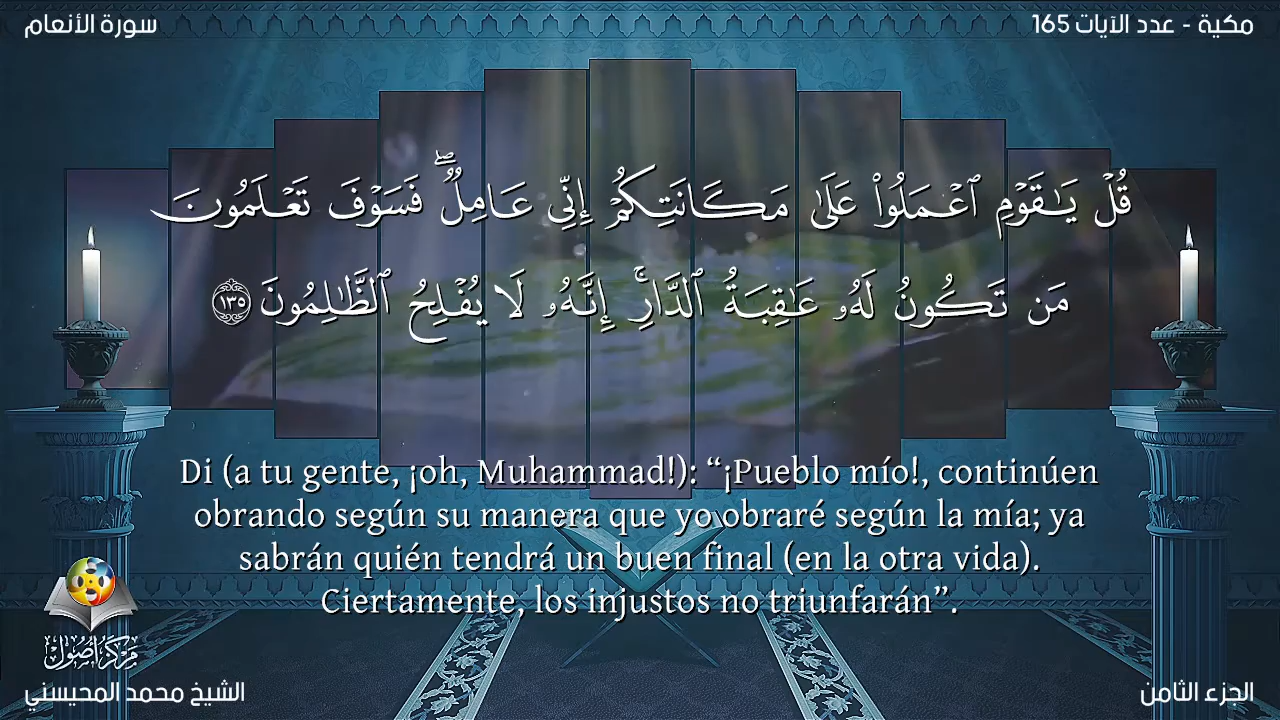 سورة الأنعام
مكية - عدد الآيات 165
قُلْ يَـٰقَوْمِ ٱعْمَلُوا۟ عَلَىٰ مَكَانَتِكُمْ إِنِّى عَامِلٌۭ ۖ فَسَوْفَ تَعْلَمُونَ
مَن تَكُونُ لَهُۥ عَـٰقِبَةُ ٱلدَّارِ ۗ إِنَّهُۥ لَا يُفْلِحُ ٱلظَّـٰلِمُونَ ١٣٥
Di (a tu gente, ¡oh, Muhammad!): “¡Pueblo mío!, continúen
obrando según su manera que yo obraré según la mía; ya
sabrán quién tendrá un buen final (en la otra vida).
Ciertamente, los injustos no triunfarán”.
مركز أصول
الشيخ محمد المحيسني
الجزء الثامن